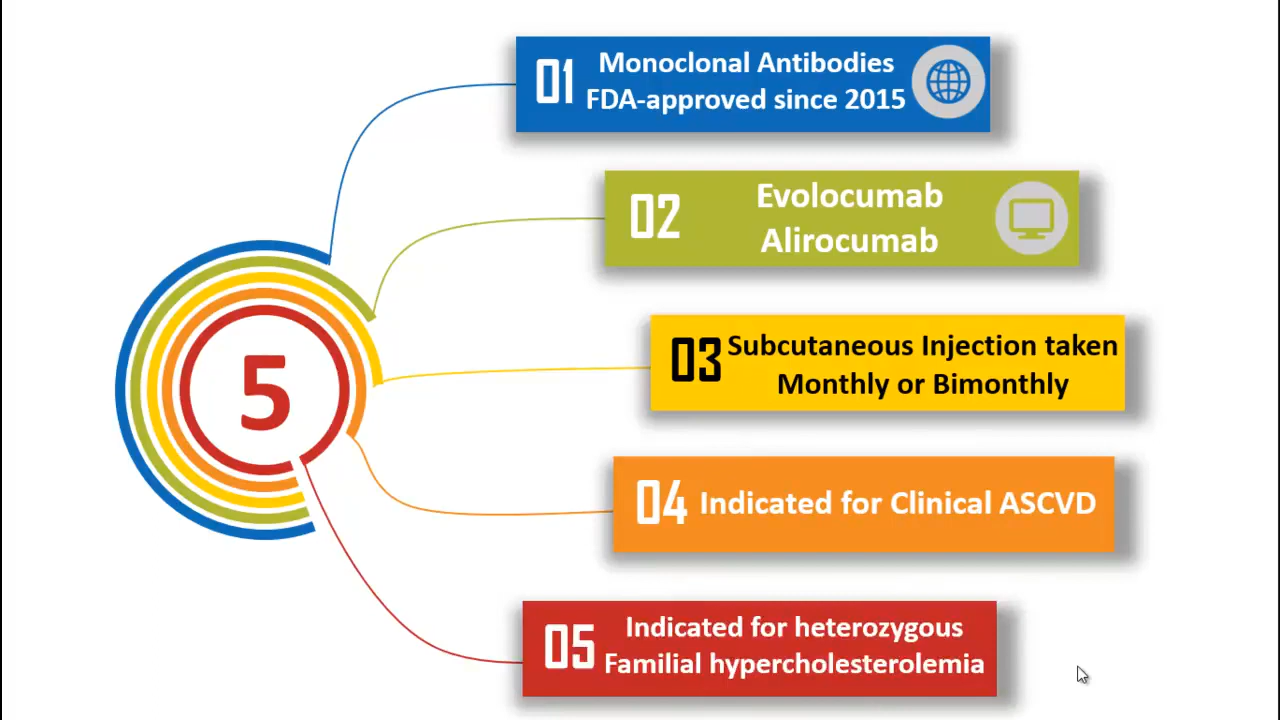 5
01
Monoclonal Antibodies
FDA-approved since 2015
02
Evolocumab
Alirocumab
03
Subcutaneous Injection taken
Monthly or Bimonthly
04
Indicated for Clinical ASCVD
05
Indicated for heterozygous
Familial hypercholesterolemia